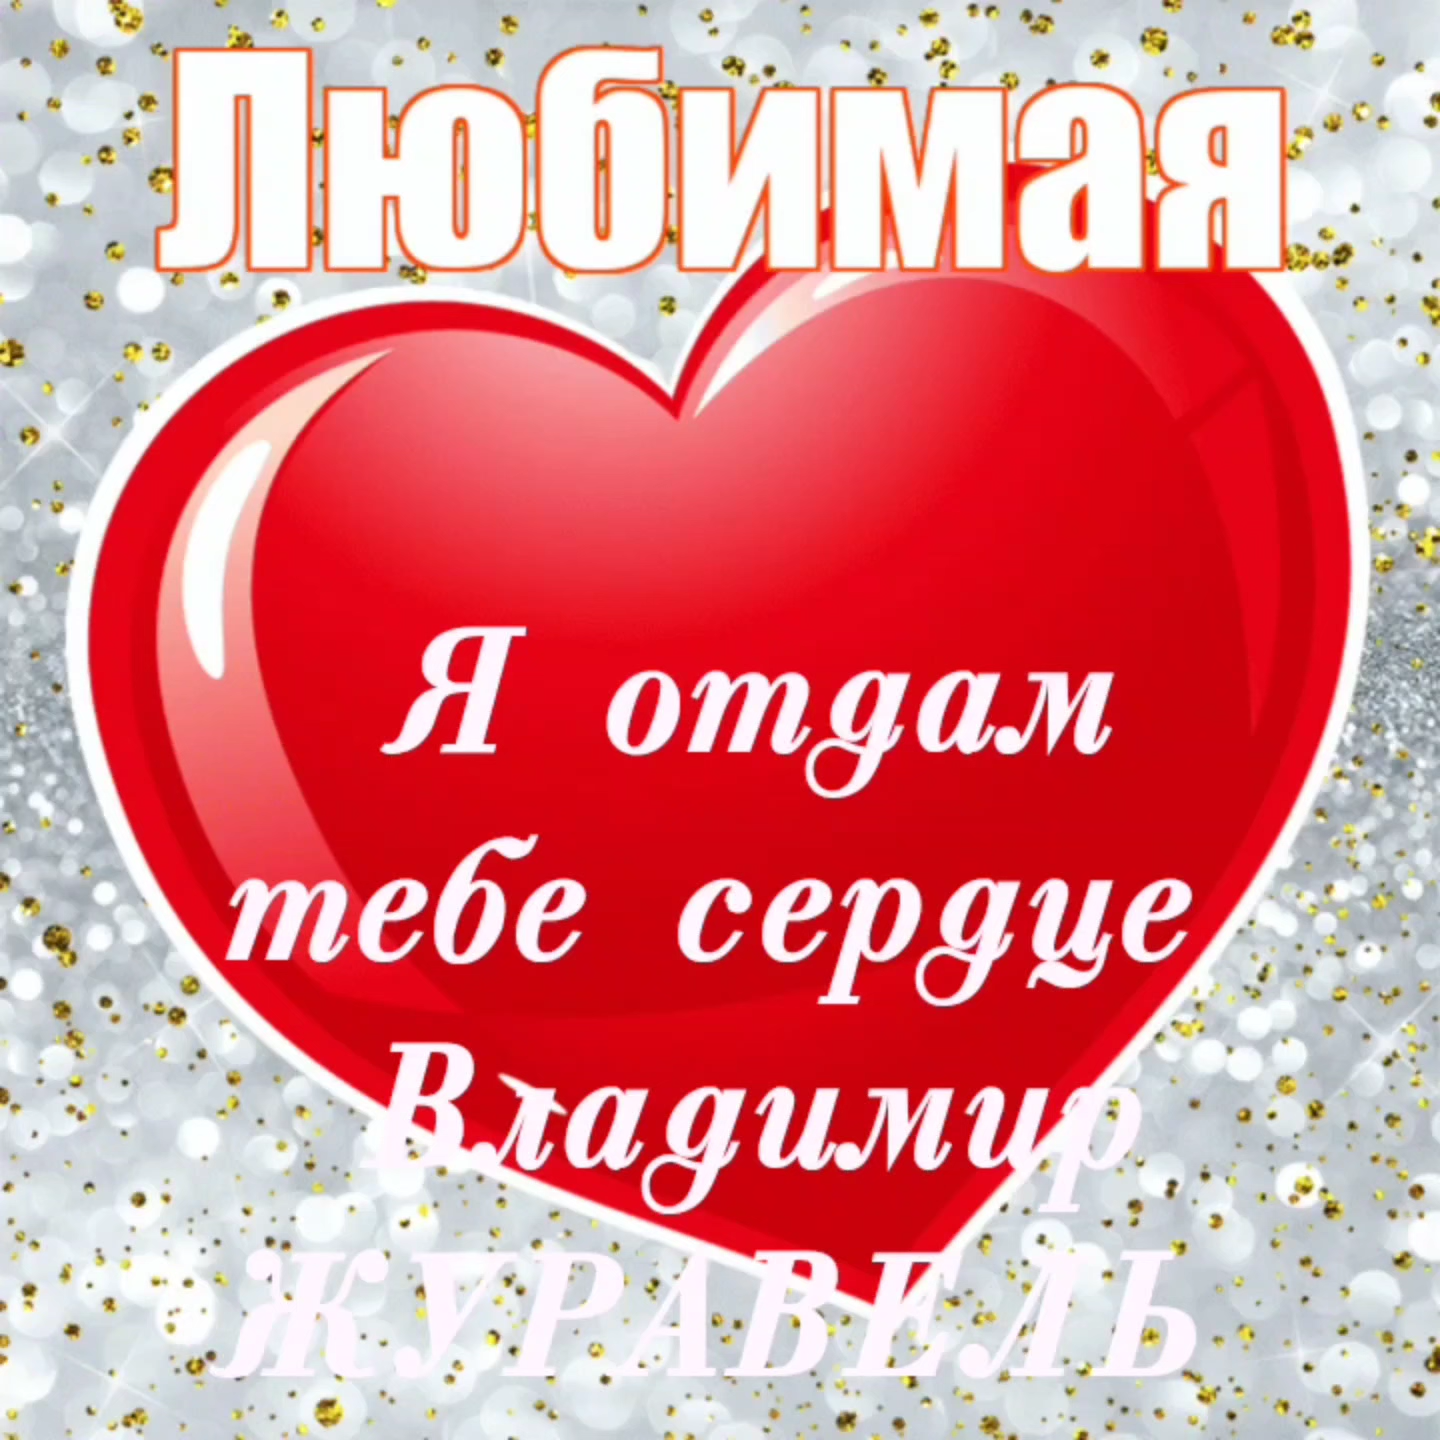 Любимая
Я отдам
тебе сердце
Владимир
ЖУРАВЕЛЬ